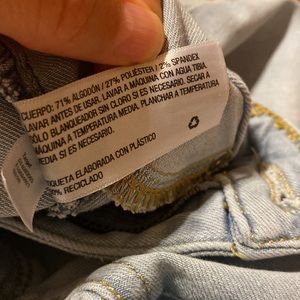 CUERPO: 71% ALGODÓN / 27% POLIÉSTER / 2% SPANDEX
LAVAR ANTES DE USAR. LAVAR A MÁQUINA CON AGUA TIBIA.
SÓLO BLANQUEADOR SIN CLORO SI ES NECESARIO. SECAR A
MÁQUINA A TEMPERATURA MEDIA. PLANCHAR A TEMPERATURA
MEDIA SI ES NECESARIO.
ETIQUETA ELABORADA CON PLÁSTICO
RECICLADO